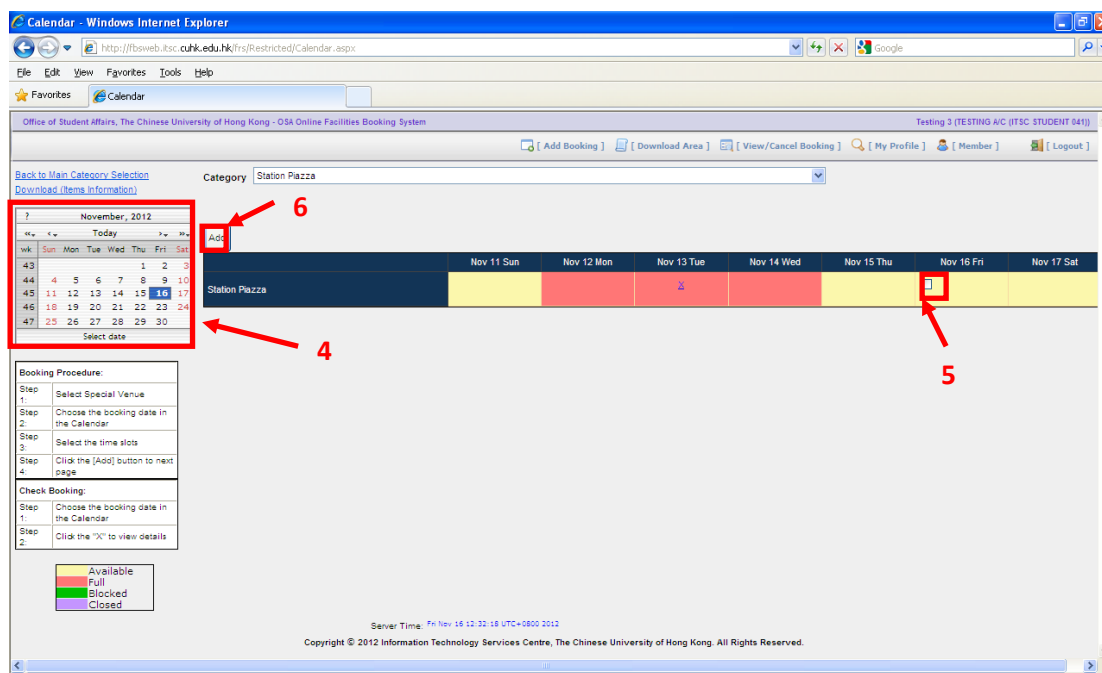 Calendar - Windows Internet Explorer
http://fbsweb.itsc.cuhk.edu.hk/frs/Restricted/Calendar.aspx
Google
File Edit View Favorites Tools Help
Favorites Calendar
Office of Student Affairs, The Chinese University of Hong Kong - OSA Online Facilities Booking System Testing 3 (TESTING A/C (ITSC STUDENT 041))
[ Add Booking ] [ Download Area ] [ View/Cancel Booking ] [ My Profile ] [ Member ] [ Logout ]
Back to Main Category Selection
Download (Items Information)
Category Station Piazza
? November, 2012
« ‹ Today › »
wk Sun Mon Tue Wed Thu Fri Sat
43 1 2 3
44 4 5 6 7 8 9 10
45 11 12 13 14 15 16 17
46 18 19 20 21 22 23 24
47 25 26 27 28 29 30
Select date
6
Add
Nov 11 Sun Nov 12 Mon Nov 13 Tue Nov 14 Wed Nov 15 Thu Nov 16 Fri Nov 17 Sat
Station Piazza X
4
5
Booking Procedure:
Step 1: Select Special Venue
Step 2: Choose the booking date in the Calendar
Step 3: Select the time slots
Step 4: Click the [Add] button to next page
Check Booking:
Step 1: Choose the booking date in the Calendar
Step 2: Click the "X" to view details
Available
Full
Blocked
Closed
Server Time: Fri Nov 16 12:32:18 UTC+0800 2012
Copyright © 2012 Information Technology Services Centre, The Chinese University of Hong Kong. All Rights Reserved.